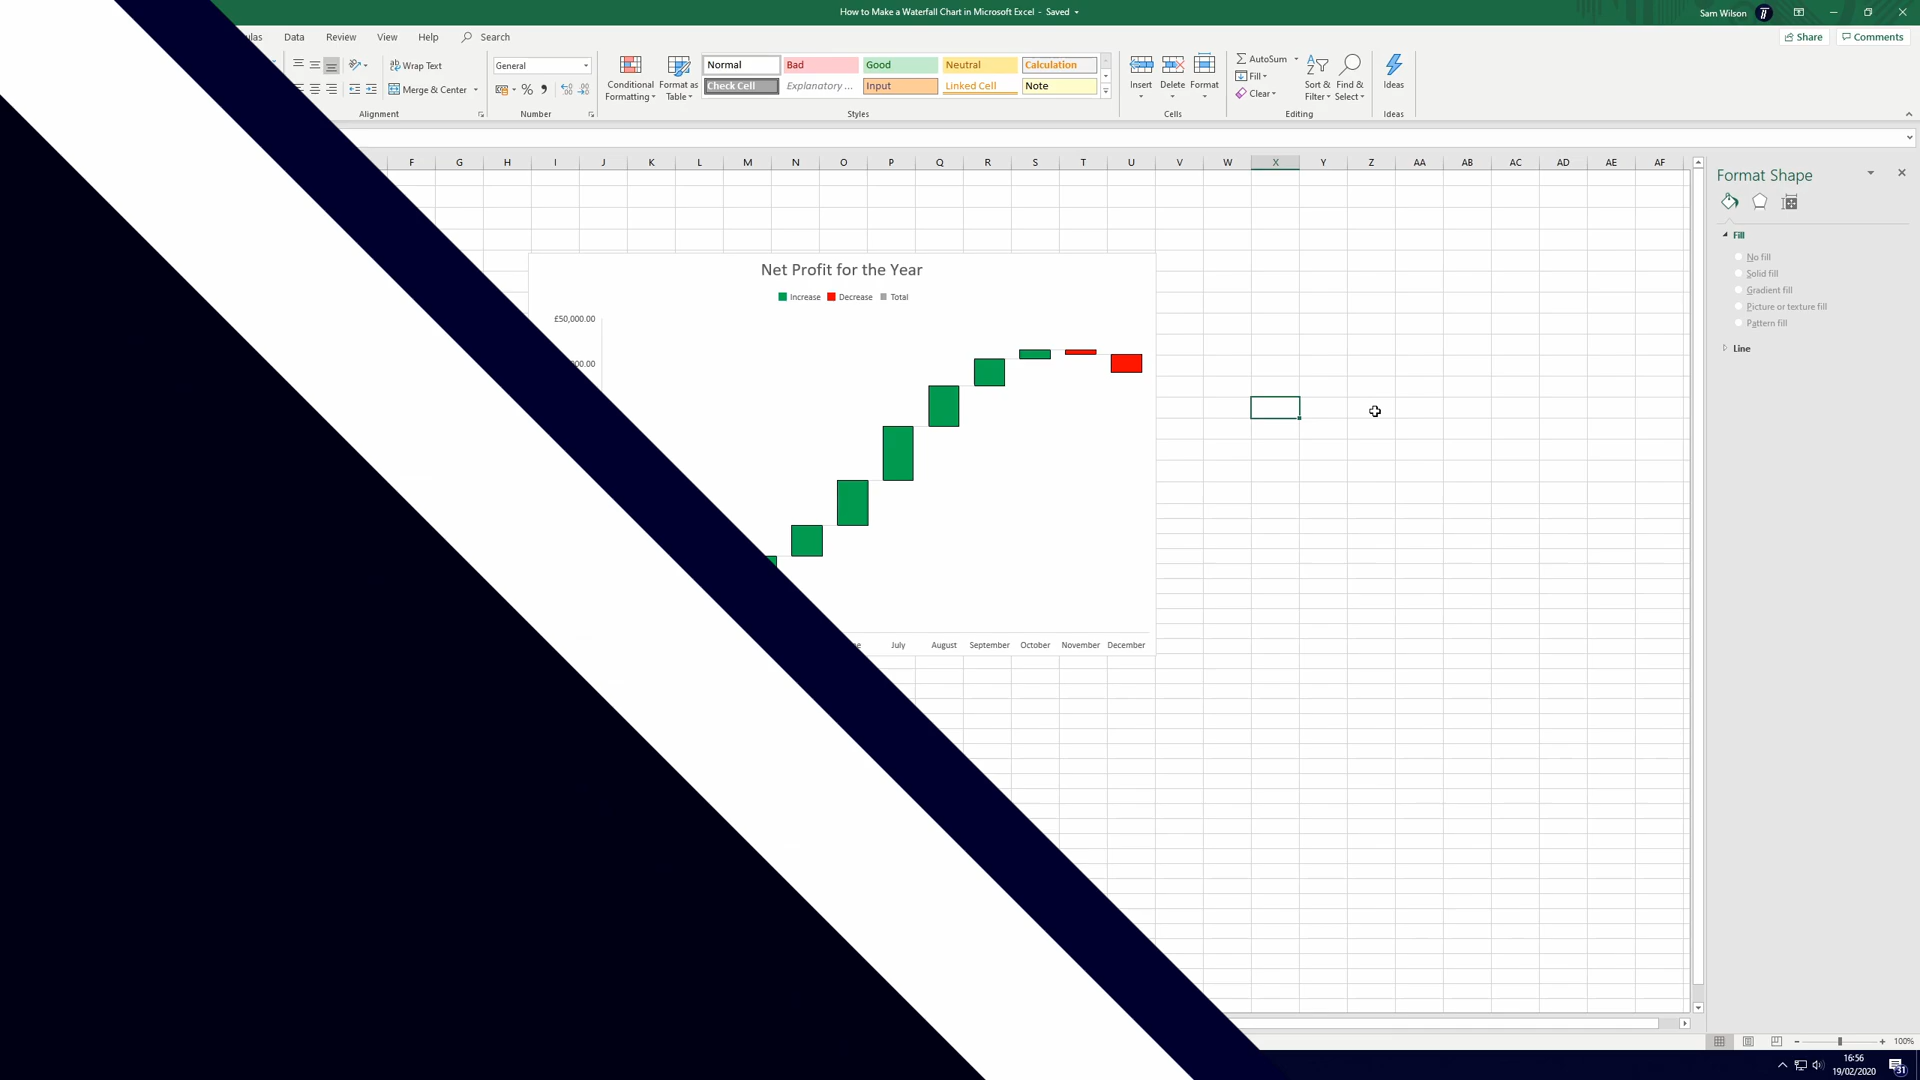 How to Make a Waterfall Chart in Microsoft Excel - Saved
Sam Wilson
Data Review View Help Search
Share Comments
Wrap Text
Merge & Center
Alignment
General
Number
Conditional Formatting
Format as Table
Normal Bad Good Neutral Calculation
Check Cell Explanatory ... Input Linked Cell Note
Styles
Insert Delete Format
Cells
AutoSum
Fill
Clear
Sort & Filter
Find & Select
Editing
Ideas
Ideas
F G H I J K L M N O P Q R S T U V W X Y Z AA AB AC AD AE AF
Format Shape
Fill
No fill
Solid fill
Gradient fill
Picture or texture fill
Pattern fill
Line
Net Profit for the Year
Increase Decrease Total
£50,000.00
July August September October November December
100%
16:56
19/02/2020
31